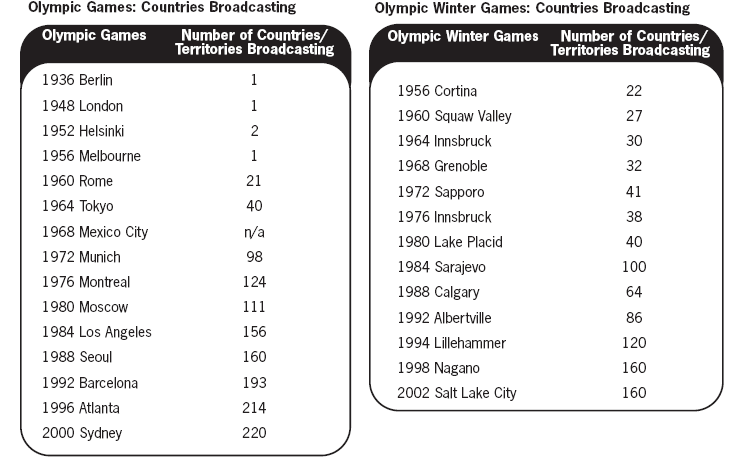 Olympic Games: Countries Broadcasting
Olympic Games Number of Countries/
Territories Broadcasting
1936 Berlin 1
1948 London 1
1952 Helsinki 2
1956 Melbourne 1
1960 Rome 21
1964 Tokyo 40
1968 Mexico City n/a
1972 Munich 98
1976 Montreal 124
1980 Moscow 111
1984 Los Angeles 156
1988 Seoul 160
1992 Barcelona 193
1996 Atlanta 214
2000 Sydney 220
Olympic Winter Games: Countries Broadcasting
Olympic Winter Games Number of Countries/
Territories Broadcasting
1956 Cortina 22
1960 Squaw Valley 27
1964 Innsbruck 30
1968 Grenoble 32
1972 Sapporo 41
1976 Innsbruck 38
1980 Lake Placid 40
1984 Sarajevo 100
1988 Calgary 64
1992 Albertville 86
1994 Lillehammer 120
1998 Nagano 160
2002 Salt Lake City 160